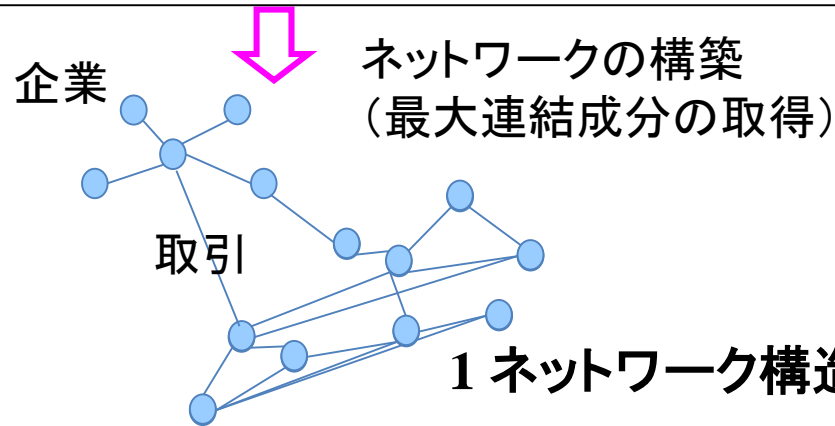 企業
ネットワークの構築
（最大連結成分の取得）
取引
1 ネットワーク構造